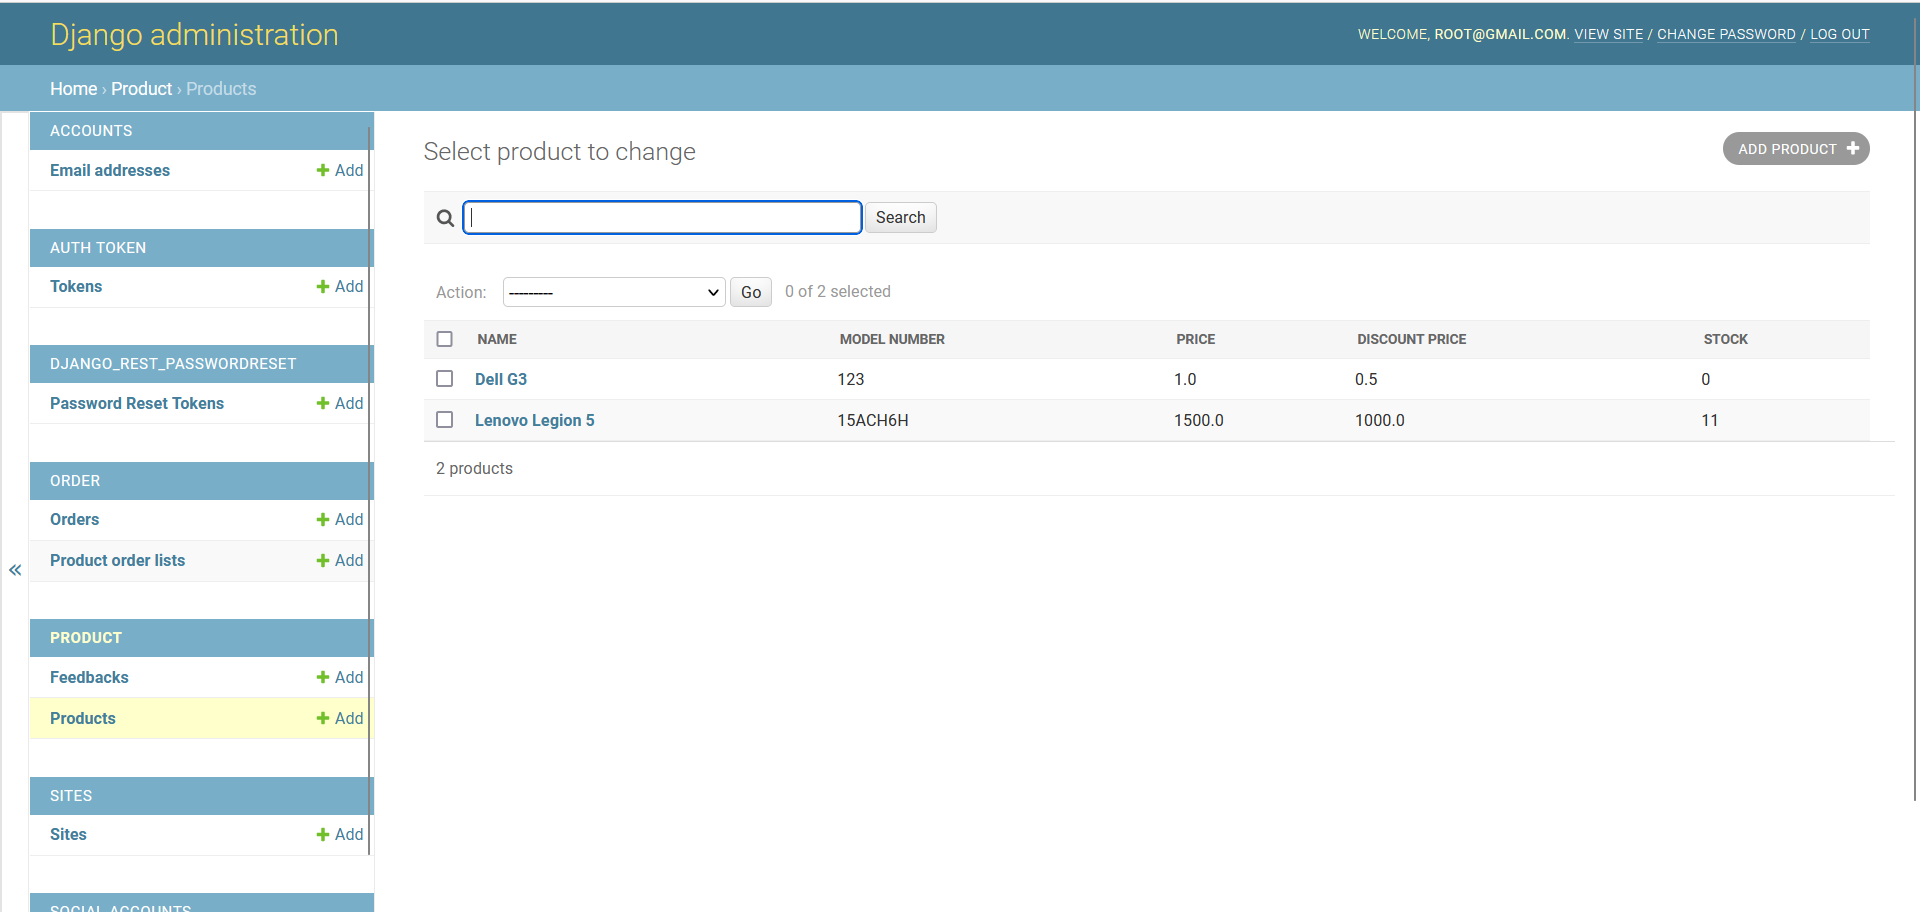 Django administration
WELCOME, ROOT@GMAIL.COM. VIEW SITE / CHANGE PASSWORD / LOG OUT
Home › Product › Products
ACCOUNTS
Email addresses Add
AUTH TOKEN
Tokens Add
DJANGO_REST_PASSWORDRESET
Password Reset Tokens Add
ORDER
Orders Add
Product order lists Add
«
PRODUCT
Feedbacks Add
Products Add
SITES
Sites Add
SOCIAL ACCOUNTS
Select product to change
ADD PRODUCT
Search
Action: --------- Go 0 of 2 selected
NAME MODEL NUMBER PRICE DISCOUNT PRICE STOCK
Dell G3 123 1.0 0.5 0
Lenovo Legion 5 15ACH6H 1500.0 1000.0 11
2 products